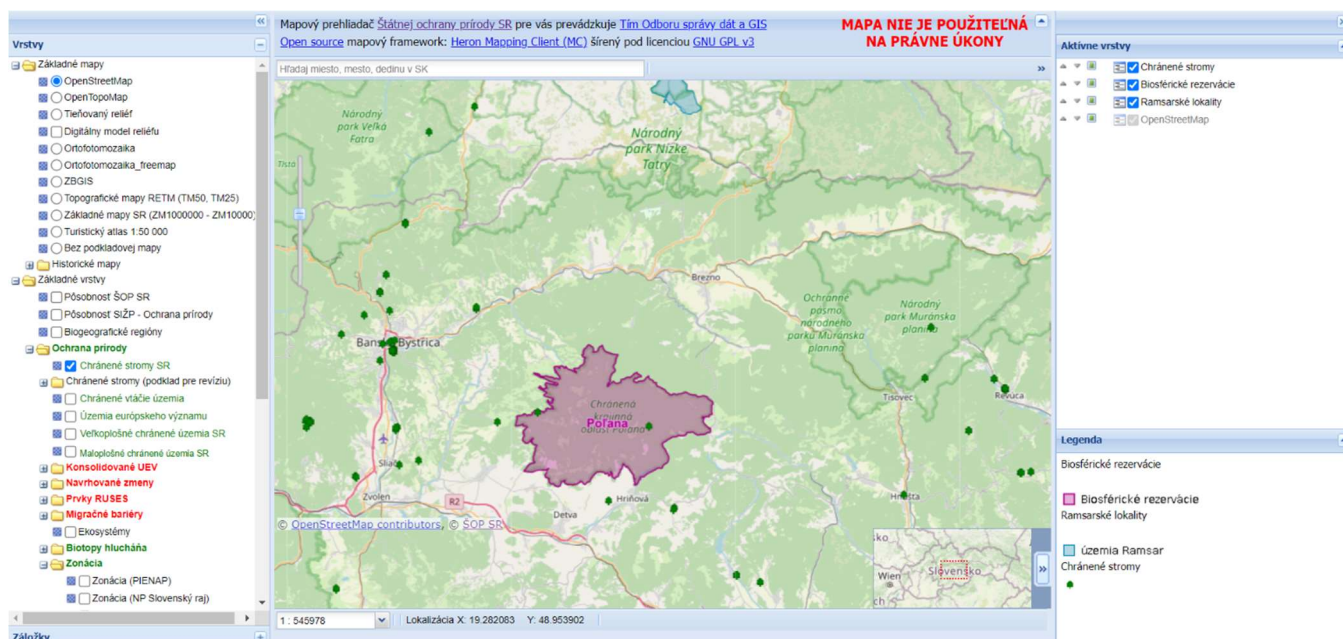 Vrstvy
Základné mapy
OpenStreetMap
OpenTopoMap
Tieňovaný reliéf
Digitálny model reliéfu
Ortofotomozaika
Ortofotomozaika_freemap
ZBGIS
Topografické mapy RETM (TM50, TM25)
Základné mapy SR (ZM1000000 - ZM10000)
Turistický atlas 1:50 000
Bez podkladovej mapy
Historické mapy
Základné vrstvy
Pôsobnosť ŠOP SR
Pôsobnosť SIŽP - Ochrana prírody
Biogeografické regióny
Ochrana prírody
Chránené stromy SR
Chránené stromy (podklad pre revíziu)
Chránené vtáčie územia
Územia európskeho významu
Veľkoplošné chránené územia SR
Maloplošné chránené územia SR
Konsolidované UEV
Navrhované zmeny
Prvky RUSES
Migračné bariéry
Ekosystémy
Biotopy hlucháňa
Zonácia
Zonácia (PIENAP)
Zonácia (NP Slovenský raj)
Záložky
Mapový prehliadač Štátnej ochrany prírody SR pre vás prevádzkuje Tím Odboru správy dát a GIS
Open source mapový framework: Heron Mapping Client (MC) šírený pod licenciou GNU GPL v3
MAPA NIE JE POUŽITEĽNÁ
NA PRÁVNE ÚKONY
Hľadaj miesto, mesto, dedinu v SK
Národný
park Veľká
Fatra
Národný
park Nízke
Tatry
Brezno
Ochranné
pásmo
národného
parku Muránska
planina
Národný
park Muránska
planina
Banská Bystrica
Tisovec
Revúca
Chránená
krajinná
oblasť Poľana
Poľana
Sliač
Zvolen
R2
Hriňová
Detva
Hnúšťa
© OpenStreetMap contributors, © ŠOP SR
Wien
Slovensko
1 : 545978
Lokalizácia X: 19.282083 Y: 48.953902
Aktívne vrstvy
Chránené stromy
Biosférické rezervácie
Ramsarské lokality
OpenStreetMap
Legenda
Biosférické rezervácie
Biosférické rezervácie
Ramsarské lokality
územia Ramsar
Chránené stromy